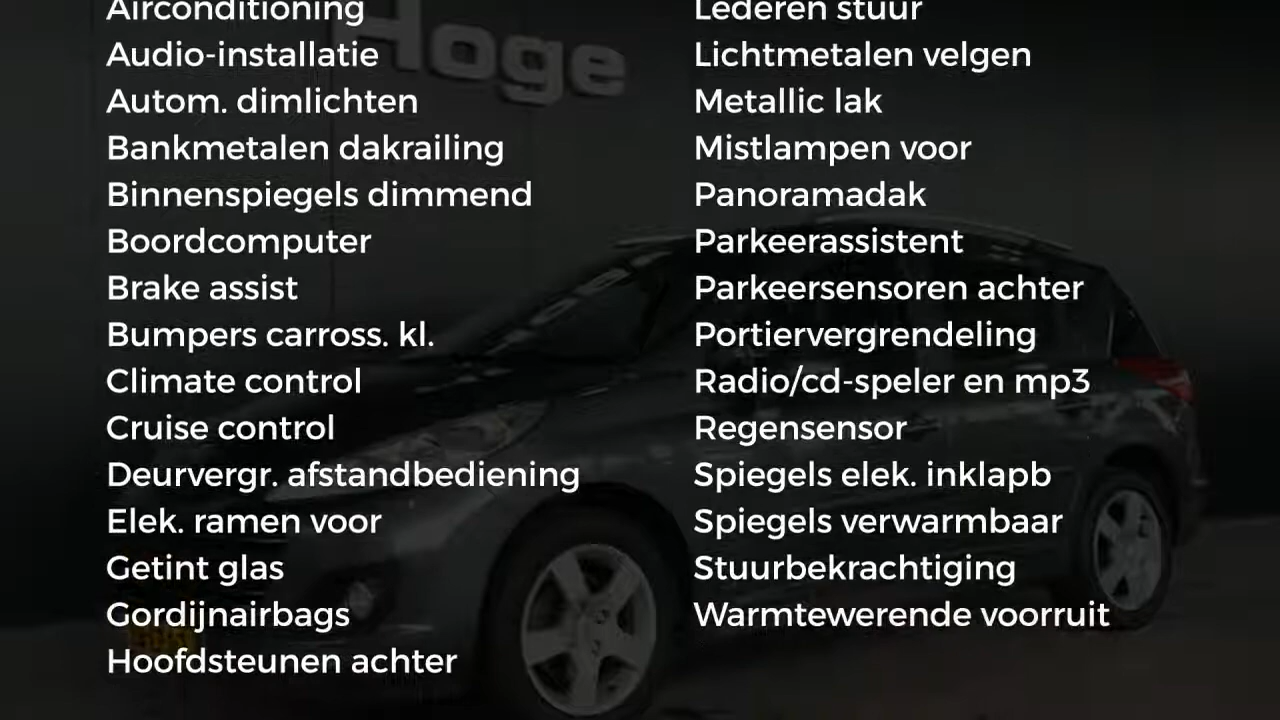 Airconditioning
Audio-installatie
Autom. dimlichten
Bankmetalen dakrailing
Binnenspiegels dimmend
Boordcomputer
Brake assist
Bumpers carross. kl.
Climate control
Cruise control
Deurvergr. afstandbediening
Elek. ramen voor
Getint glas
Gordijnairbags
Hoofdsteunen achter
Lederen stuur
Lichtmetalen velgen
Metallic lak
Mistlampen voor
Panoramadak
Parkeerassistent
Parkeersensoren achter
Portiervergrendeling
Radio/cd-speler en mp3
Regensensor
Spiegels elek. inklapb
Spiegels verwarmbaar
Stuurbekrachtiging
Warmtewerende voorruit
Hoge